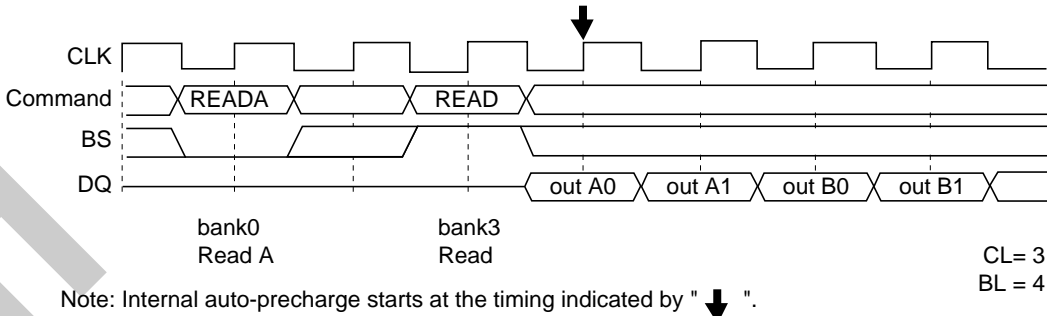 CLK
Command READA READ
BS
DQ out A0 out A1 out B0 out B1
bank0 bank3
Read A Read CL= 3
BL = 4
Note: Internal auto-precharge starts at the timing indicated by " ".